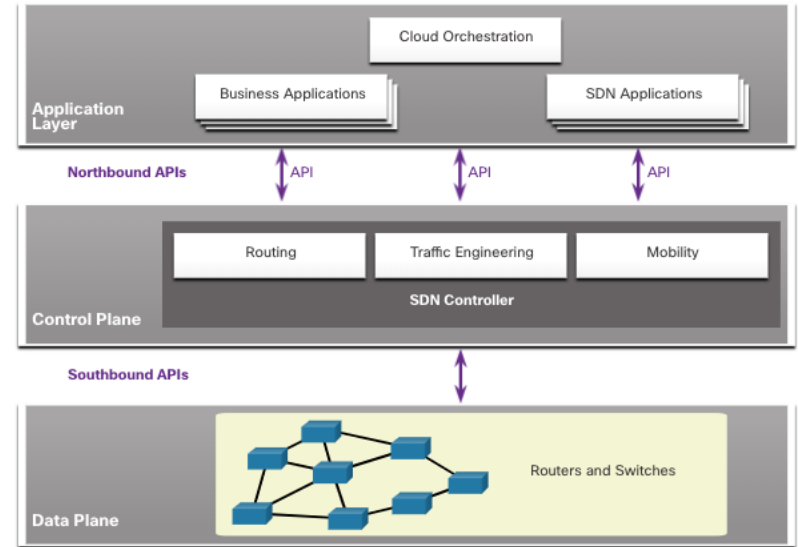 Cloud Orchestration
Business Applications
SDN Applications
Application
Layer
Northbound APIs
API
API
API
Routing
Traffic Engineering
Mobility
SDN Controller
Control Plane
Southbound APIs
Routers and Switches
Data Plane